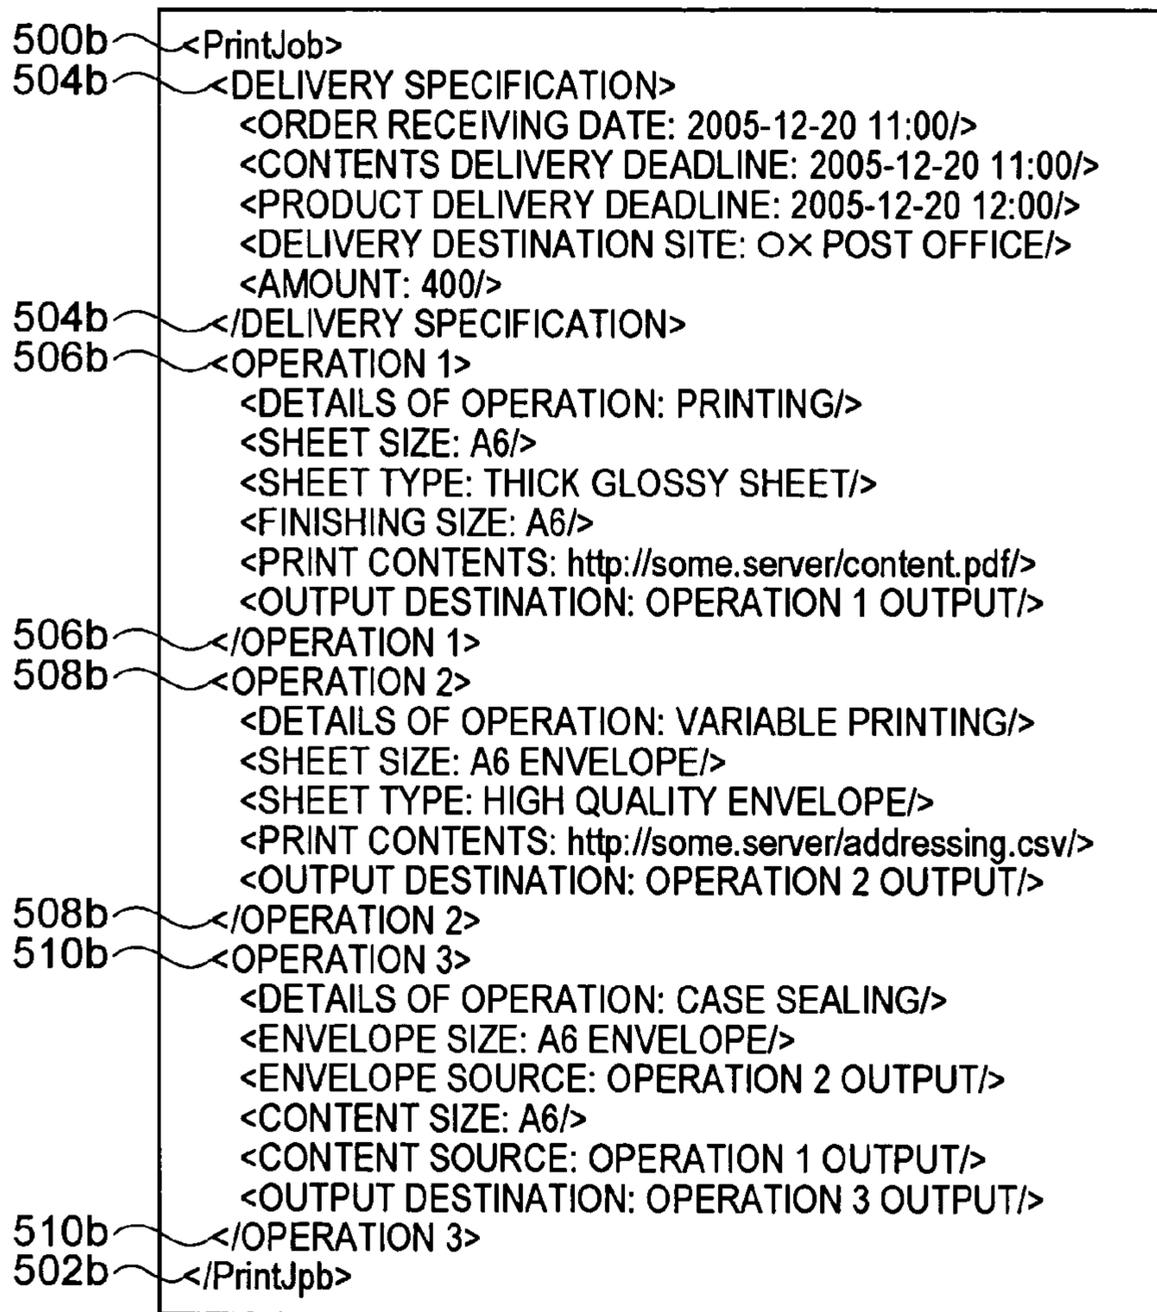 500b <PrintJob>
504b <DELIVERY SPECIFICATION>
<ORDER RECEIVING DATE: 2005-12-20 11:00/>
<CONTENTS DELIVERY DEADLINE: 2005-12-20 11:00/>
<PRODUCT DELIVERY DEADLINE: 2005-12-20 12:00/>
<DELIVERY DESTINATION SITE: ○× POST OFFICE/>
<AMOUNT: 400/>
504b </DELIVERY SPECIFICATION>
506b <OPERATION 1>
<DETAILS OF OPERATION: PRINTING/>
<SHEET SIZE: A6/>
<SHEET TYPE: THICK GLOSSY SHEET/>
<FINISHING SIZE: A6/>
<PRINT CONTENTS: http://some.server/content.pdf/>
<OUTPUT DESTINATION: OPERATION 1 OUTPUT/>
506b </OPERATION 1>
508b <OPERATION 2>
<DETAILS OF OPERATION: VARIABLE PRINTING/>
<SHEET SIZE: A6 ENVELOPE/>
<SHEET TYPE: HIGH QUALITY ENVELOPE/>
<PRINT CONTENTS: http://some.server/addressing.csv/>
<OUTPUT DESTINATION: OPERATION 2 OUTPUT/>
508b </OPERATION 2>
510b <OPERATION 3>
<DETAILS OF OPERATION: CASE SEALING/>
<ENVELOPE SIZE: A6 ENVELOPE/>
<ENVELOPE SOURCE: OPERATION 2 OUTPUT/>
<CONTENT SIZE: A6/>
<CONTENT SOURCE: OPERATION 1 OUTPUT/>
<OUTPUT DESTINATION: OPERATION 3 OUTPUT/>
510b </OPERATION 3>
502b </PrintJpb>